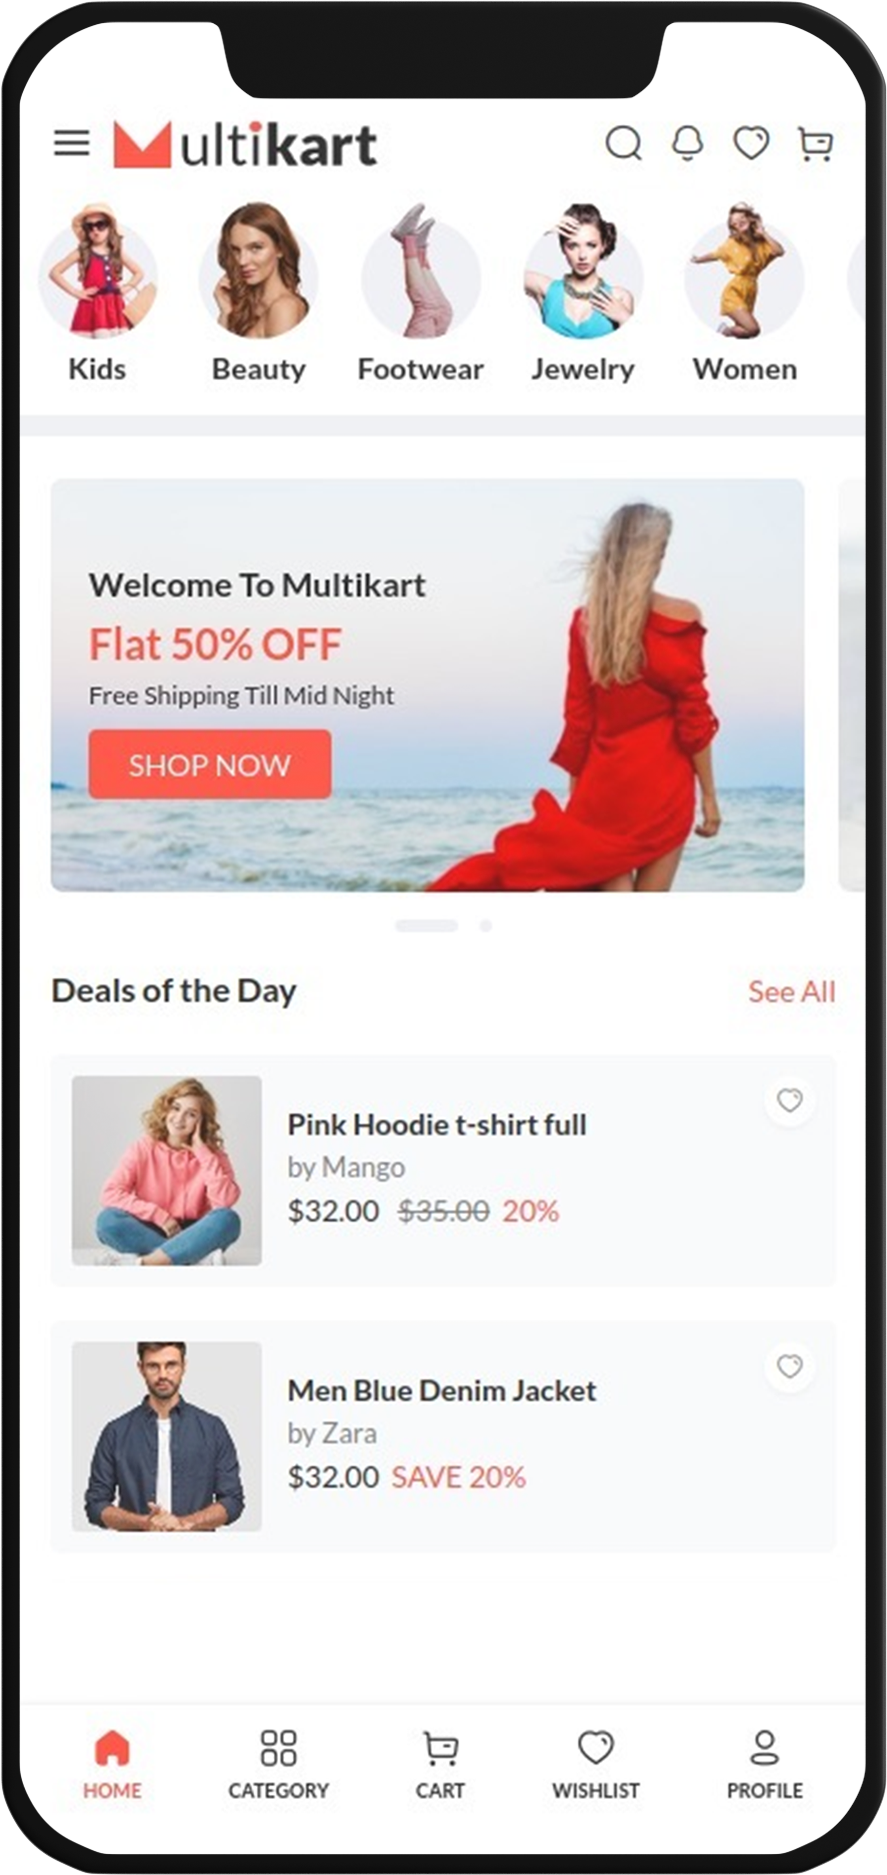 Multikart
Kids Beauty Footwear Jewelry Women
Welcome To Multikart
Flat 50% OFF
Free Shipping Till Mid Night
SHOP NOW
Deals of the Day See All
Pink Hoodie t-shirt full
by Mango
$32.00 $35.00 20%
Men Blue Denim Jacket
by Zara
$32.00 SAVE 20%
HOME CATEGORY CART WISHLIST PROFILE